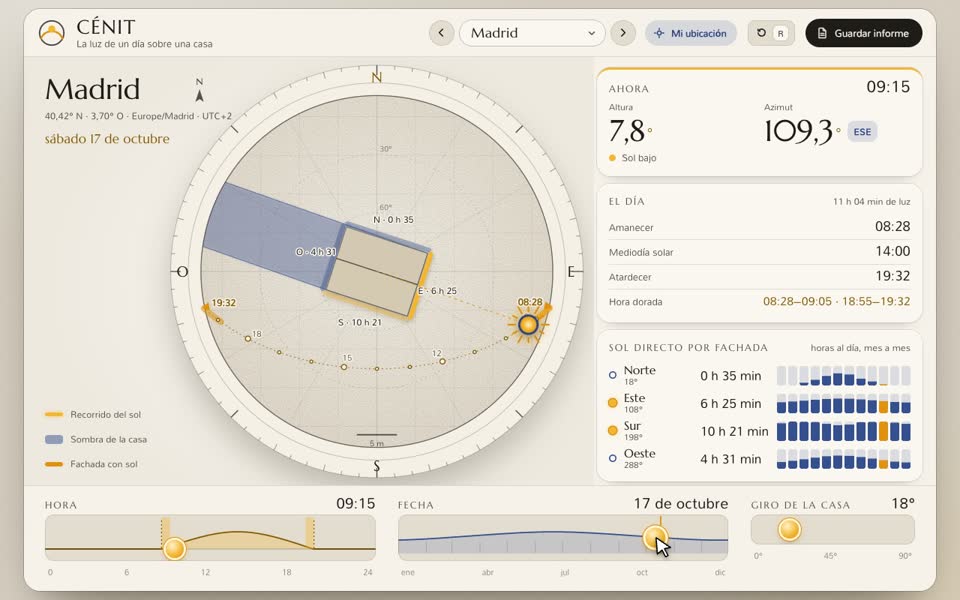 CÉNIT
La luz de un día sobre una casa
Madrid
Mi ubicación
R
Guardar informe
Madrid
N
40,42° N · 3,70° O · Europe/Madrid · UTC+2
sábado 17 de octubre
N
30°
60°
N · 0 h 35
O · 4 h 31
E · 6 h 25
S · 10 h 21
O
E
19:32
08:28
18
15
12
5 m
S
Recorrido del sol
Sombra de la casa
Fachada con sol
AHORA
09:15
Altura
Azimut
7,8°
109,3°
ESE
Sol bajo
EL DÍA
11 h 04 min de luz
Amanecer
08:28
Mediodía solar
14:00
Atardecer
19:32
Hora dorada
08:28–09:05 · 18:55–19:32
SOL DIRECTO POR FACHADA
horas al día, mes a mes
Norte
18°
0 h 35 min
Este
108°
6 h 25 min
Sur
198°
10 h 21 min
Oeste
288°
4 h 31 min
HORA
09:15
0 6 12 18 24
FECHA
17 de octubre
ene abr jul oct dic
GIRO DE LA CASA
18°
0° 45° 90°